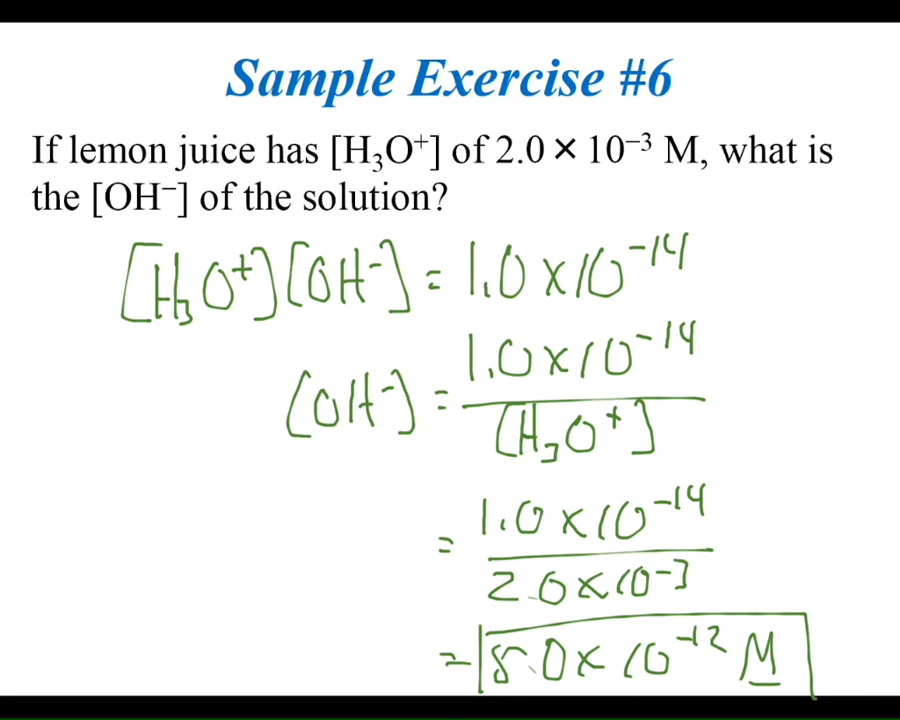 Sample Exercise #6
If lemon juice has [H₃O⁺] of 2.0 × 10⁻³ M, what is
the [OH⁻] of the solution?
[H₃O⁺][OH⁻] = 1.0 × 10⁻¹⁴
[OH⁻] = 1.0 × 10⁻¹⁴
[H₃O⁺]
= 1.0 × 10⁻¹⁴
2.0 × 10⁻³
= 5.0 × 10⁻¹² M